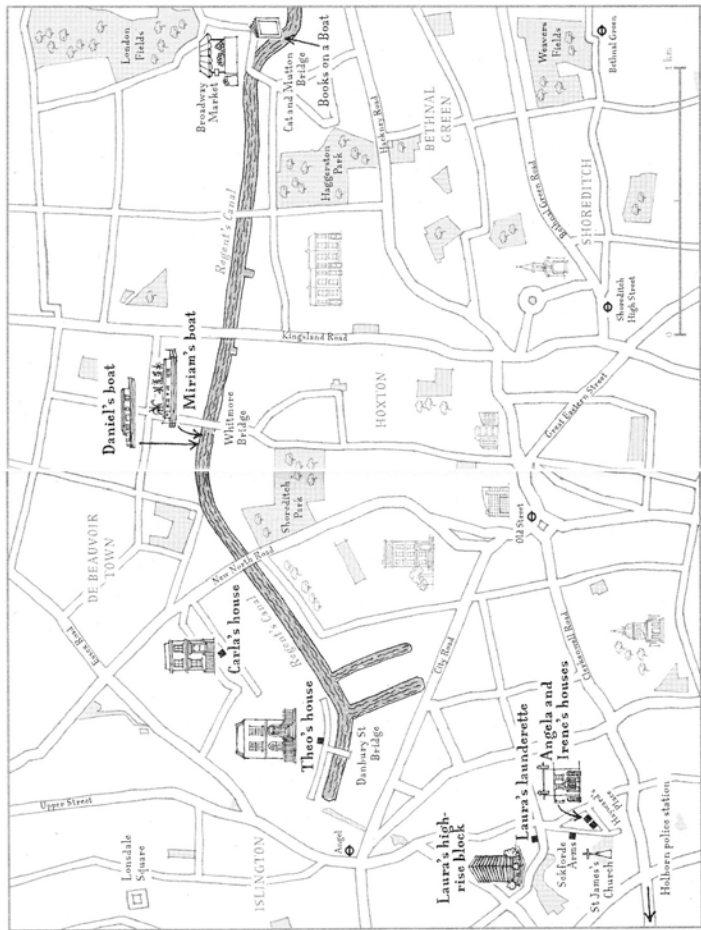 London
Fields
Broadway
Market
Cat and Mutton
Bridge
Books on a Boat
Weavers
Fields
Bethnal Green
1 km
0
Haggerston
Park
Hackney Road
BETHNAL
GREEN
Bethnal Green Road
SHOREDITCH
Regent's Canal
Kingsland Road
Shoreditch
High Street
Daniel's boat
Miriam's boat
Whitmore
Bridge
HOXTON
Great Eastern Street
DE BEAUVOIR
TOWN
Shoreditch
Park
New North Road
Old Street
Essex Road
Carla's house
Regent's Canal
City Road
Clerkenwell Road
Theo's house
Danbury St
Bridge
Upper Street
Angel
Lonsdale
Square
ISLINGTON
Laura's high-
rise block
Laura's launderette
Angela and
Irene's houses
Hayward's
Place
Sekforde
Arms
St James's
Church
Holborn police station